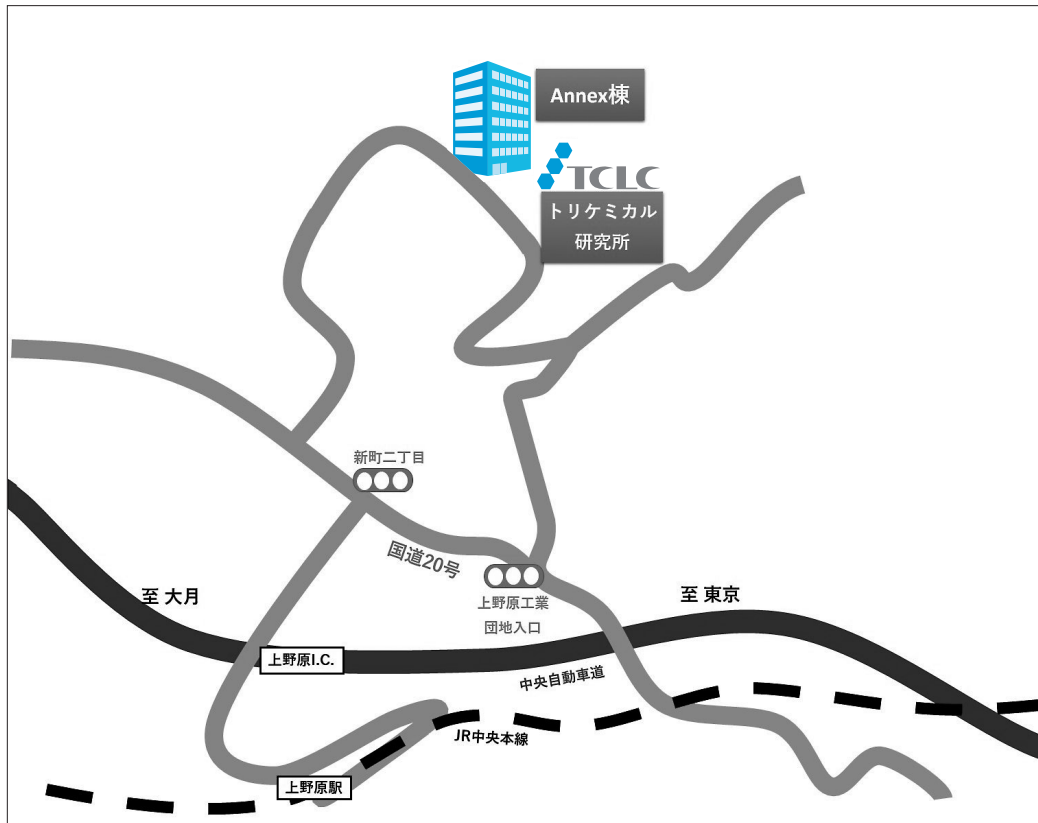 Annex棟
TCLC
トリケミカル
研究所
新町二丁目
国道20号
上野原工業
団地入口
至 大月
至 東京
上野原I.C.
中央自動車道
JR中央本線
上野原駅